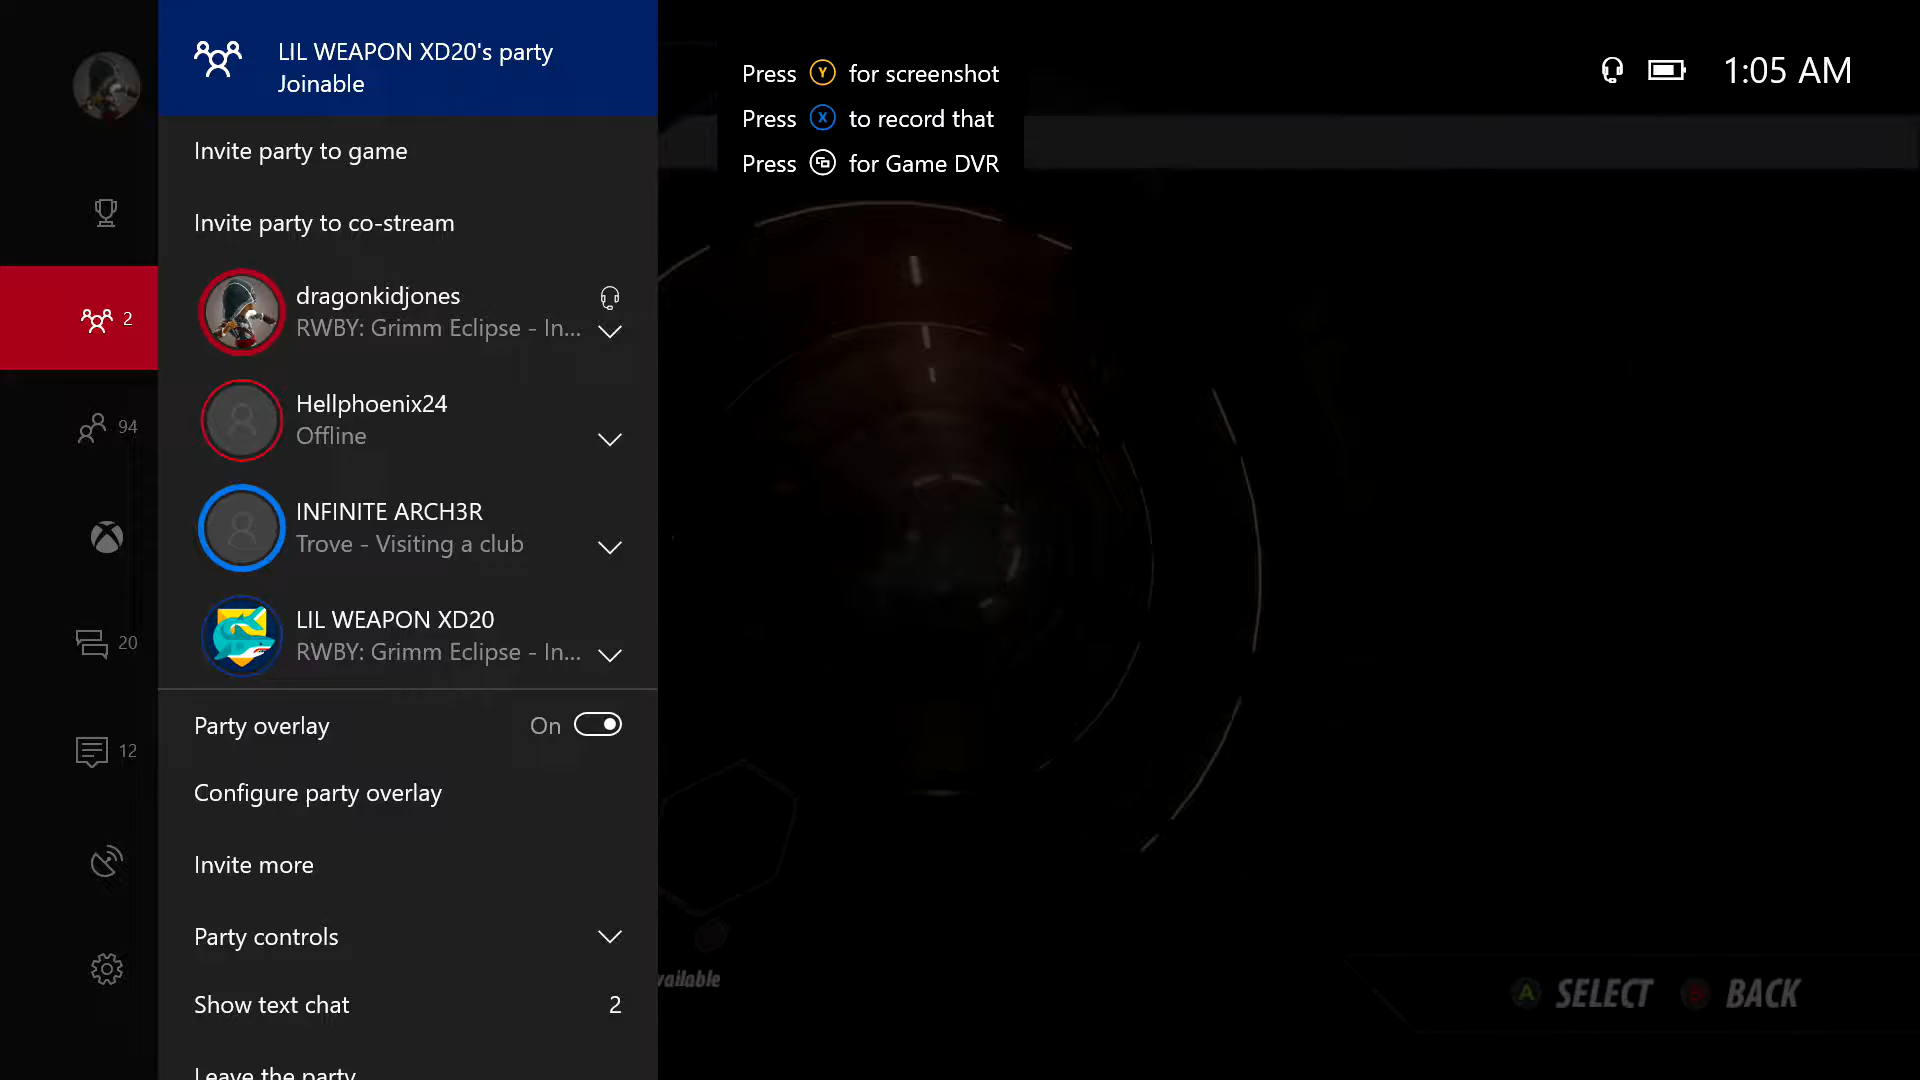 LIL WEAPON XD20's party
Joinable
Invite party to game
Invite party to co-stream
dragonkidjones
RWBY: Grimm Eclipse - In...
Hellphoenix24
Offline
INFINITE ARCH3R
Trove - Visiting a club
LIL WEAPON XD20
RWBY: Grimm Eclipse - In...
Party overlay On
Configure party overlay
Invite more
Party controls
Show text chat 2
Leave the party
2
94
20
12
Press Y for screenshot
Press X to record that
Press for Game DVR
1:05 AM
vailable
A SELECT B BACK